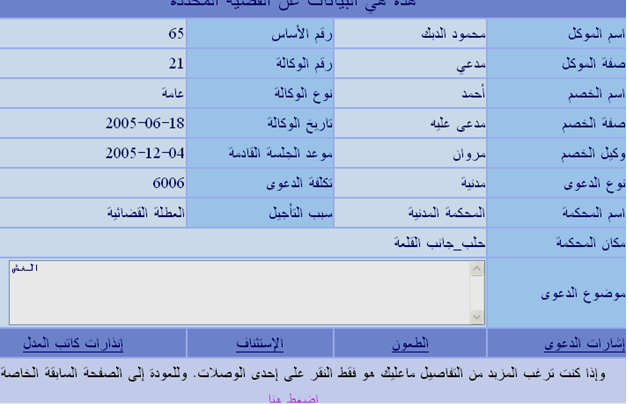 هذه هي البيانات عن القضية المحددة
اسم الموكل محمود الدبك رقم الأساس 65
صفة الموكل مدعي رقم الوكالة 21
اسم الخصم أحمد نوع الوكالة عامة
صفة الخصم مدعى عليه تاريخ الوكالة 2005-06-18
وكيل الخصم مروان موعد الجلسة القادمة 2005-12-04
نوع الدعوى مدنية تكلفة الدعوى 6006
اسم المحكمة المحكمة المدنية سبب التأجيل العطلة القضائية
مكان المحكمة حلب_جانب القلعة
موضوع الدعوى الغش
إشارات الدعوى الطعون الإستئناف إنذارات كاتب العدل
وإذا كنت ترغب المزيد من التفاصيل ماعليك هو فقط النقر على إحدى الوصلات. وللعودة إلى الصفحة السابقة الخاصة
اضغط هنا